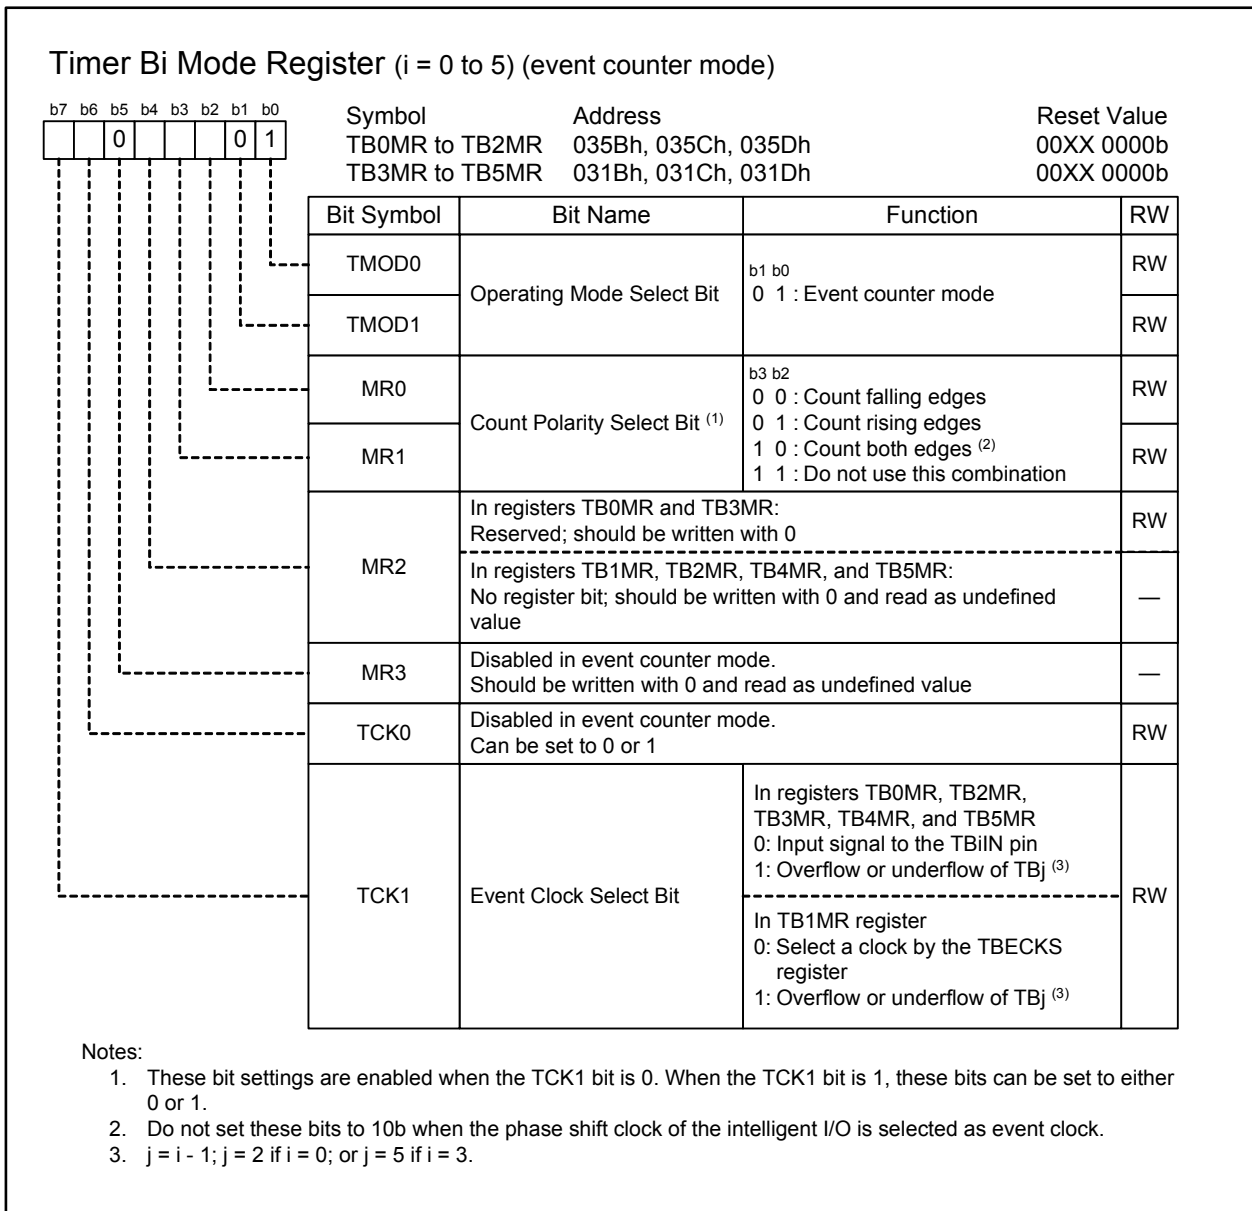 Timer Bi Mode Register (i = 0 to 5) (event counter mode)
b7 b6 b5 b4 b3 b2 b1 b0
0 0 1
Symbol Address Reset Value
TB0MR to TB2MR 035Bh, 035Ch, 035Dh 00XX 0000b
TB3MR to TB5MR 031Bh, 031Ch, 031Dh 00XX 0000b
Bit Symbol Bit Name Function RW
TMOD0 RW
Operating Mode Select Bit
b1 b0
0 1 : Event counter mode
TMOD1 RW
MR0 RW
Count Polarity Select Bit (1)
b3 b2
0 0 : Count falling edges
0 1 : Count rising edges
1 0 : Count both edges (2)
1 1 : Do not use this combination
MR1 RW
MR2
In registers TB0MR and TB3MR:
Reserved; should be written with 0
RW
In registers TB1MR, TB2MR, TB4MR, and TB5MR:
No register bit; should be written with 0 and read as undefined
value
—
MR3
Disabled in event counter mode.
Should be written with 0 and read as undefined value
—
TCK0
Disabled in event counter mode.
Can be set to 0 or 1
RW
TCK1 Event Clock Select Bit
In registers TB0MR, TB2MR,
TB3MR, TB4MR, and TB5MR
0: Input signal to the TBiIN pin
1: Overflow or underflow of TBj (3)
In TB1MR register
0: Select a clock by the TBECKS
register
1: Overflow or underflow of TBj (3)
RW
Notes:
1. These bit settings are enabled when the TCK1 bit is 0. When the TCK1 bit is 1, these bits can be set to either
0 or 1.
2. Do not set these bits to 10b when the phase shift clock of the intelligent I/O is selected as event clock.
3. j = i - 1; j = 2 if i = 0; or j = 5 if i = 3.